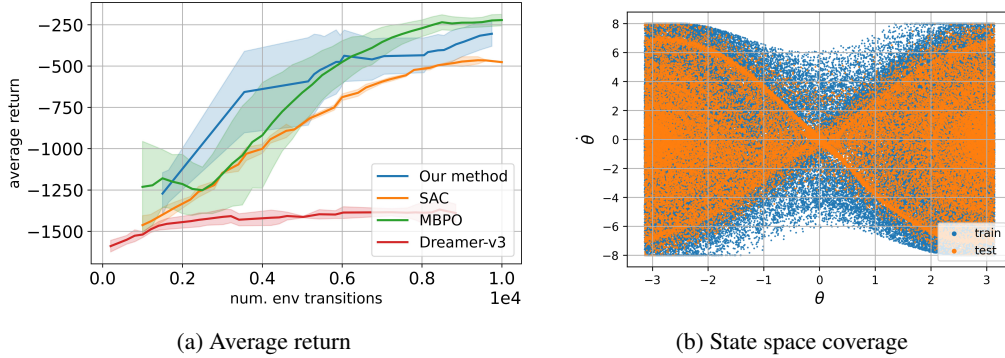 −250
−500
−750
−1000
−1250
−1500
average return
0.0
0.2
0.4
0.6
0.8
1.0
1e4
num. env transitions
Our method
SAC
MBPO
Dreamer-v3
(a) Average return
8
6
4
2
0
−2
−4
−6
−8
θ̇
−3
−2
−1
0
1
2
3
θ
train
test
(b) State space coverage